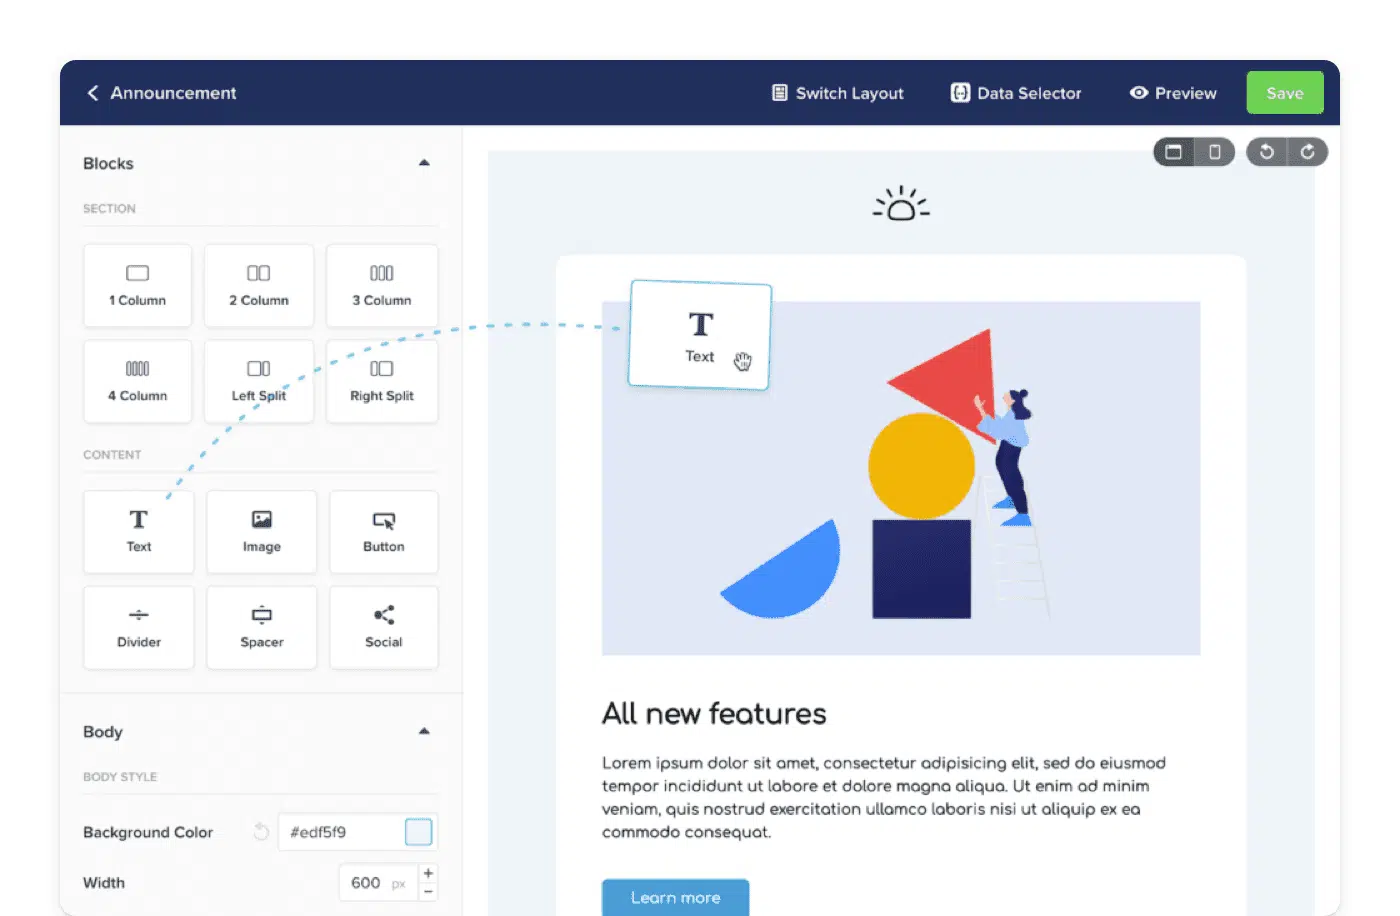 Announcement
Switch Layout
Data Selector
Preview
Save
Blocks
SECTION
1 Column
2 Column
3 Column
4 Column
Left Split
Right Split
CONTENT
Text
Image
Button
Divider
Spacer
Social
Body
BODY STYLE
Background Color
#edf5f9
Width
600 px
Text
All new features
Lorem ipsum dolor sit amet, consectetur adipisicing elit, sed do eiusmod
tempor incididunt ut labore et dolore magna aliqua. Ut enim ad minim
veniam, quis nostrud exercitation ullamco laboris nisi ut aliquip ex ea
commodo consequat.
Learn more